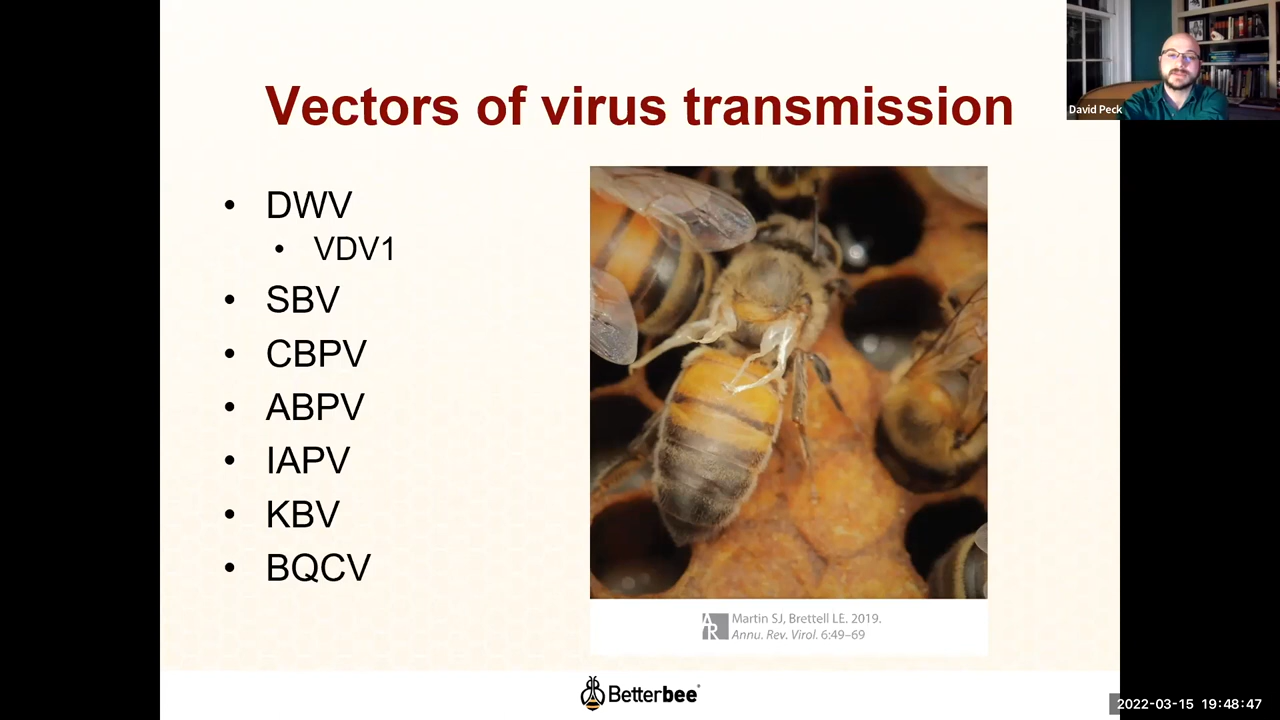 Vectors of virus transmission
David Peck
• DWV
• VDV1
• SBV
• CBPV
• ABPV
• IAPV
• KBV
• BQCV
AR
Martin SJ, Brettell LE. 2019.
Annu. Rev. Virol. 6:49–69
Betterbee®
2022-03-15 19:48:47